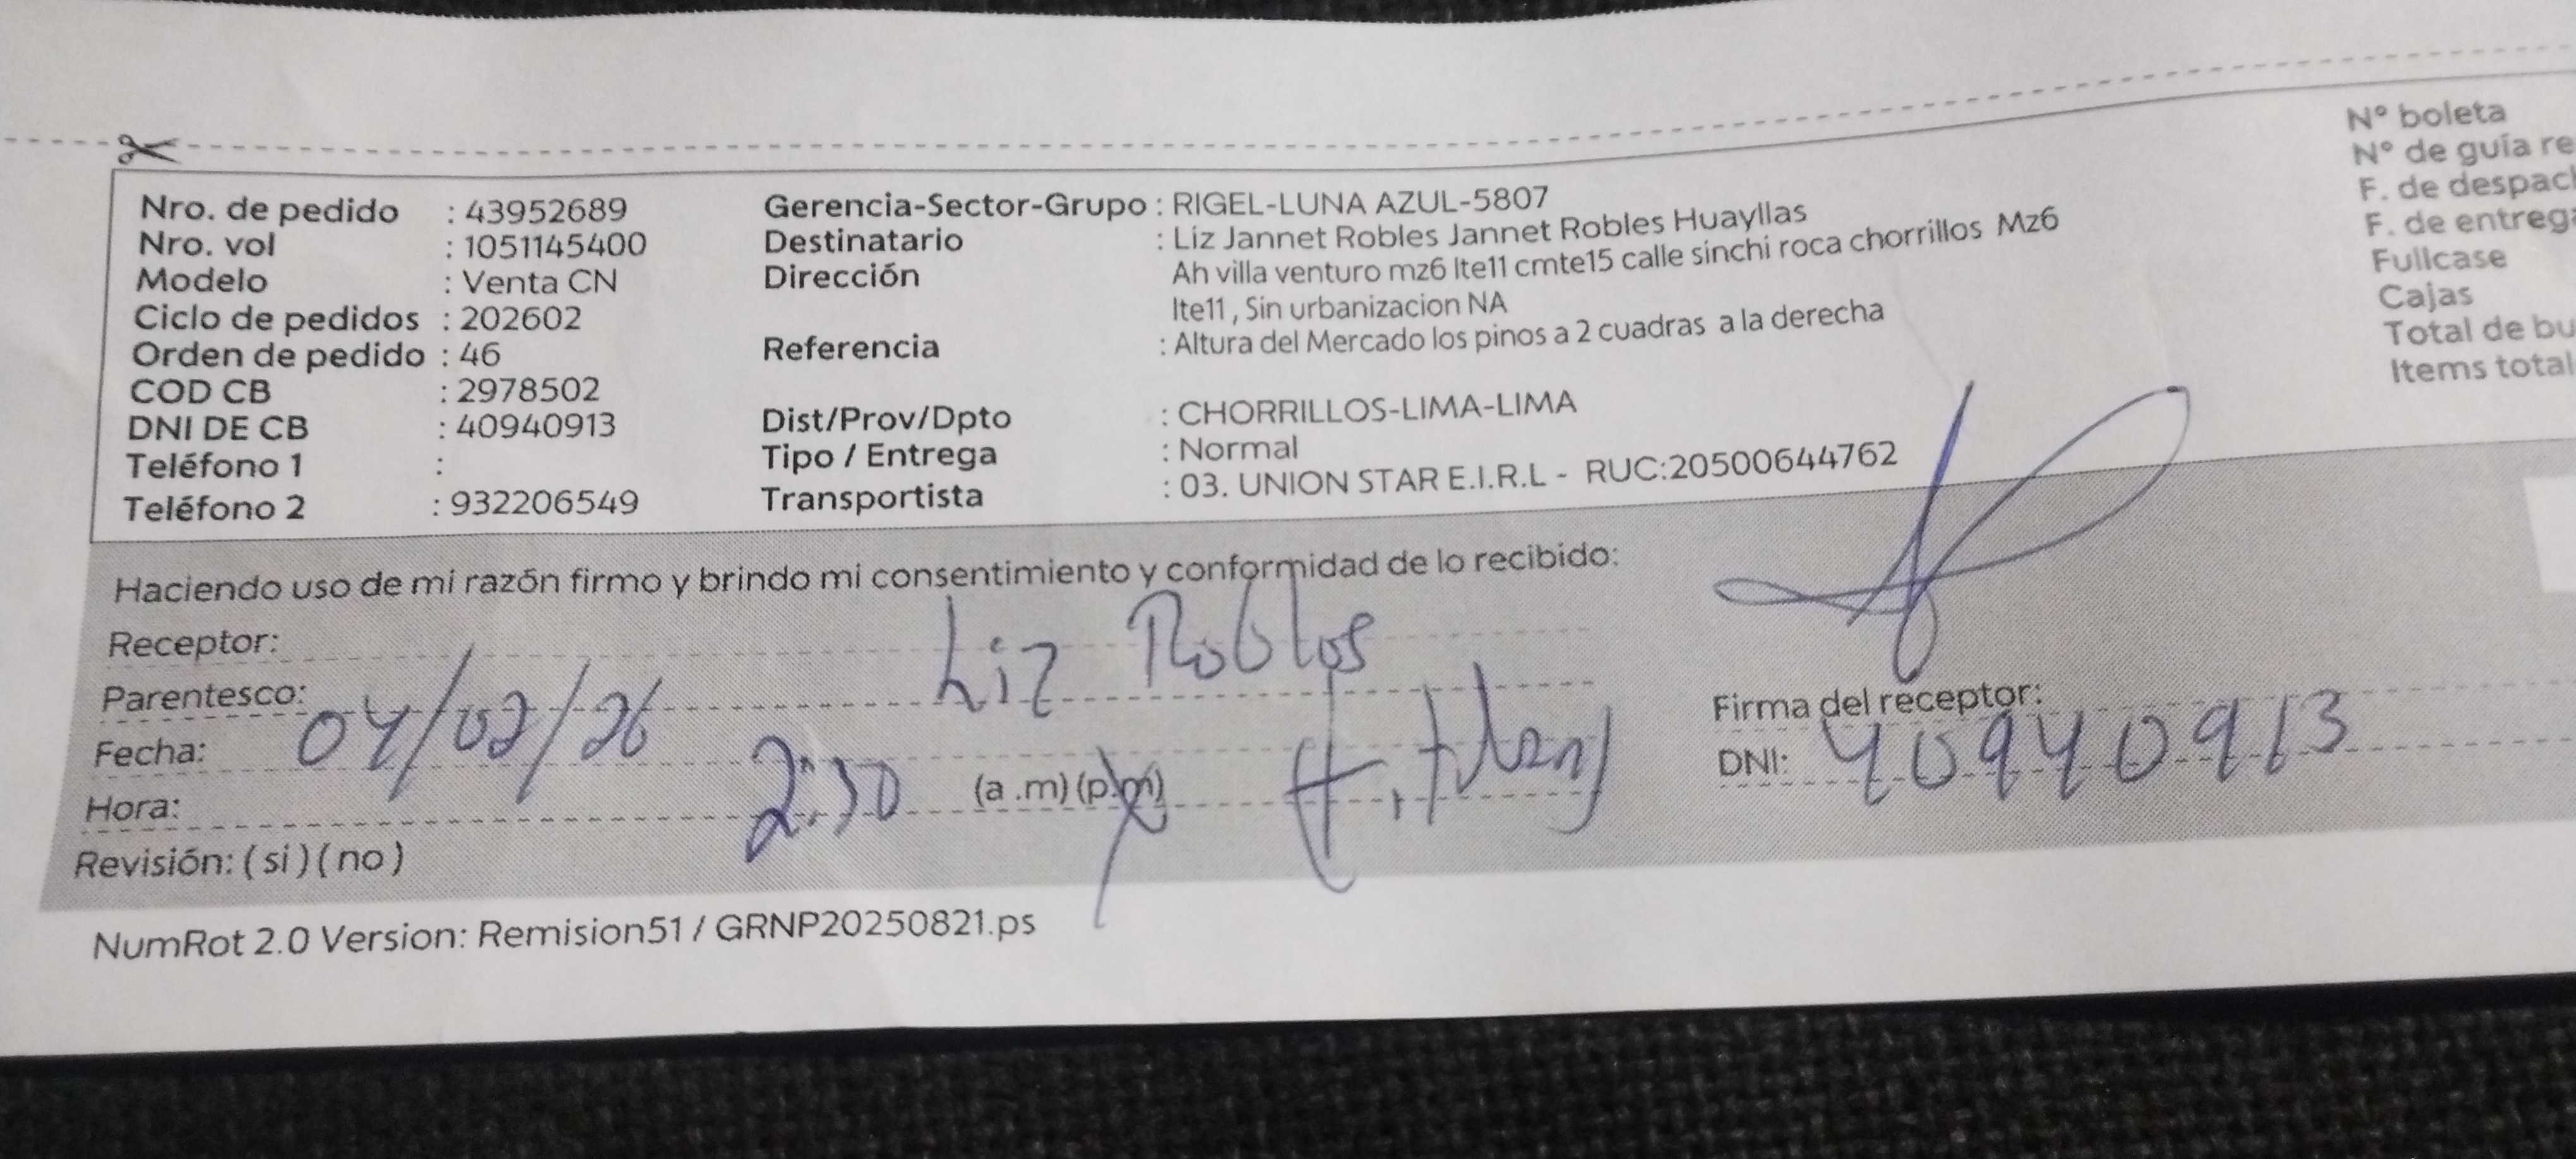 Nro. de pedido : 43952689
Nro. vol : 1051145400
Modelo : Venta CN
Ciclo de pedidos : 202602
Orden de pedido : 46
COD CB : 2978502
DNI DE CB : 40940913
Teléfono 1 :
Teléfono 2 : 932206549
Gerencia-Sector-Grupo : RIGEL-LUNA AZUL-5807
Destinatario : Liz Jannet Robles Jannet Robles Huayllas
Dirección Ah villa venturo mz6 lte11 cmte15 calle sinchi roca chorrillos Mz6
lte11 , Sin urbanizacion NA
Referencia : Altura del Mercado los pinos a 2 cuadras a la derecha
Dist/Prov/Dpto : CHORRILLOS-LIMA-LIMA
Tipo / Entrega : Normal
Transportista : 03. UNION STAR E.I.R.L - RUC:20500644762
N° boleta
N° de guía re
F. de despach
F. de entrega
Fullcase
Cajas
Total de bu
Items total
Haciendo uso de mi razón firmo y brindo mi consentimiento y conformidad de lo recibido:
Receptor: Liz Robles
Parentesco:
Fecha: 04/02/26
Hora: 2:30 (a .m) (p.m)
Revisión: ( si ) ( no )
Firma del receptor:
DNI: 40940913
NumRot 2.0 Version: Remision51 / GRNP20250821.ps